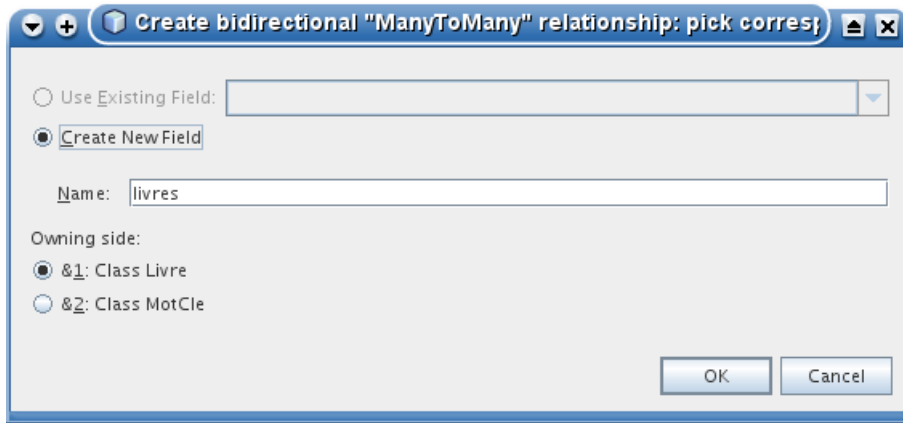 Create bidirectional "ManyToMany" relationship: pick corresp
Use Existing Field:
Create New Field
Name: livres
Owning side:
&1: Class Livre
&2: Class MotCle
OK Cancel